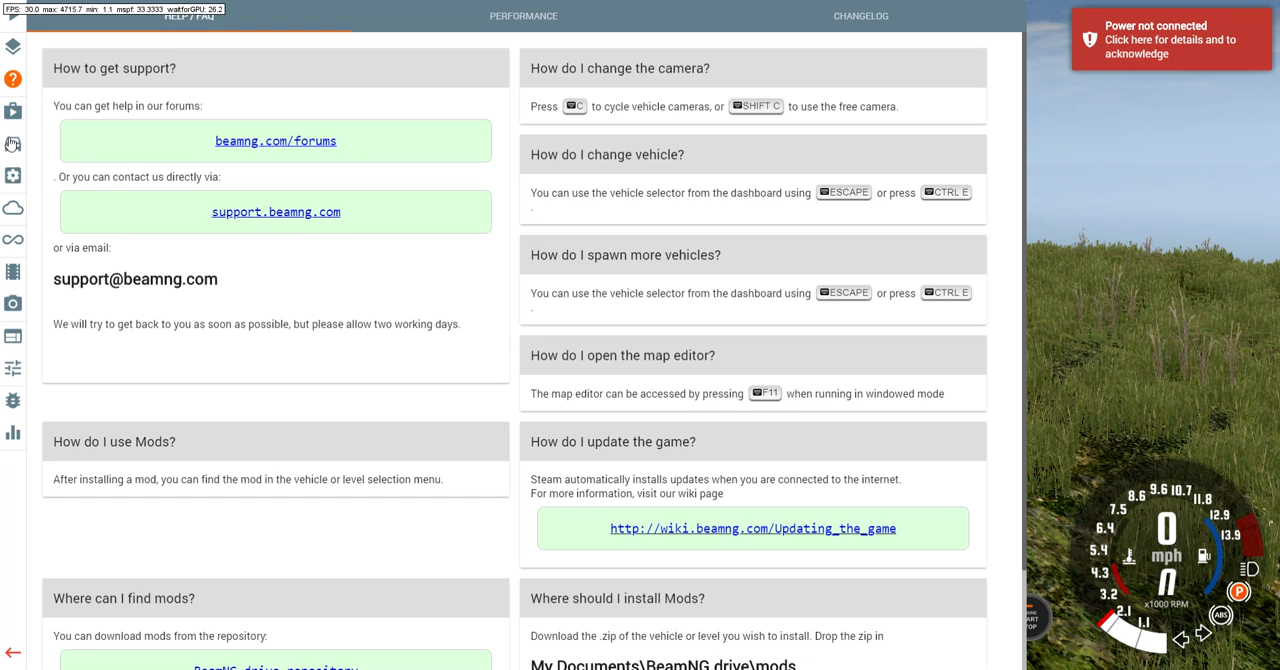 FPS: 30.0 max: 4715.7 min: 1.1 mspf: 33.3333 waitforGPU: 26.2
HELP / FAQ
PERFORMANCE
CHANGELOG
How to get support?
You can get help in our forums:
beamng.com/forums
. Or you can contact us directly via:
support.beamng.com
or via email:
support@beamng.com
We will try to get back to you as soon as possible, but please allow two working days.
How do I use Mods?
After installing a mod, you can find the mod in the vehicle or level selection menu.
Where can I find mods?
You can download mods from the repository:
BeamNG.drive repository
How do I change the camera?
Press C to cycle vehicle cameras, or SHIFT C to use the free camera.
How do I change vehicle?
You can use the vehicle selector from the dashboard using ESCAPE or press CTRL E
.
How do I spawn more vehicles?
You can use the vehicle selector from the dashboard using ESCAPE or press CTRL E
.
How do I open the map editor?
The map editor can be accessed by pressing F11 when running in windowed mode
How do I update the game?
Steam automatically installs updates when you are connected to the internet.
For more information, visit our wiki page
http://wiki.beamng.com/Updating_the_game
Where should I install Mods?
Download the .zip of the vehicle or level you wish to install. Drop the zip in
My Documents\BeamNG.drive\mods
Power not connected
Click here for details and to
acknowledge
1.1
2.1
3.2
4.3
5.4
6.4
7.5
8.6
9.6
10.7
11.8
12.9
13.9
0
mph
n
x1000 RPM
P
ABS